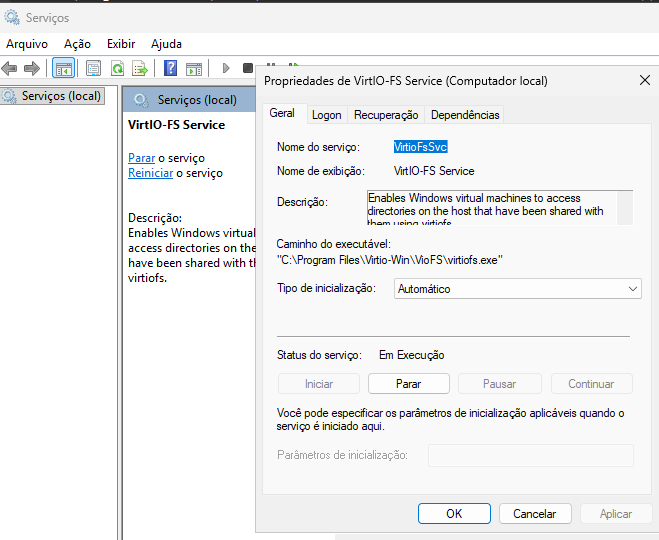 Serviços
Arquivo Ação Exibir Ajuda
Serviços (local)
Serviços (local)
VirtIO-FS Service
Parar o serviço
Reiniciar o serviço
Descrição:
Enables Windows virtual
access directories on the
have been shared with th
virtiofs.
Propriedades de VirtIO-FS Service (Computador local)
Geral Logon Recuperação Dependências
Nome do serviço: VirtioFsSvc
Nome de exibição: VirtIO-FS Service
Descrição: Enables Windows virtual machines to access
directories on the host that have been shared with
them using virtiofs
Caminho do executável:
"C:\Program Files\Virtio-Win\VioFS\virtiofs.exe"
Tipo de inicialização: Automático
Status do serviço: Em Execução
Iniciar Parar Pausar Continuar
Você pode especificar os parâmetros de inicialização aplicáveis quando o
serviço é iniciado aqui.
Parâmetros de inicialização:
OK Cancelar Aplicar